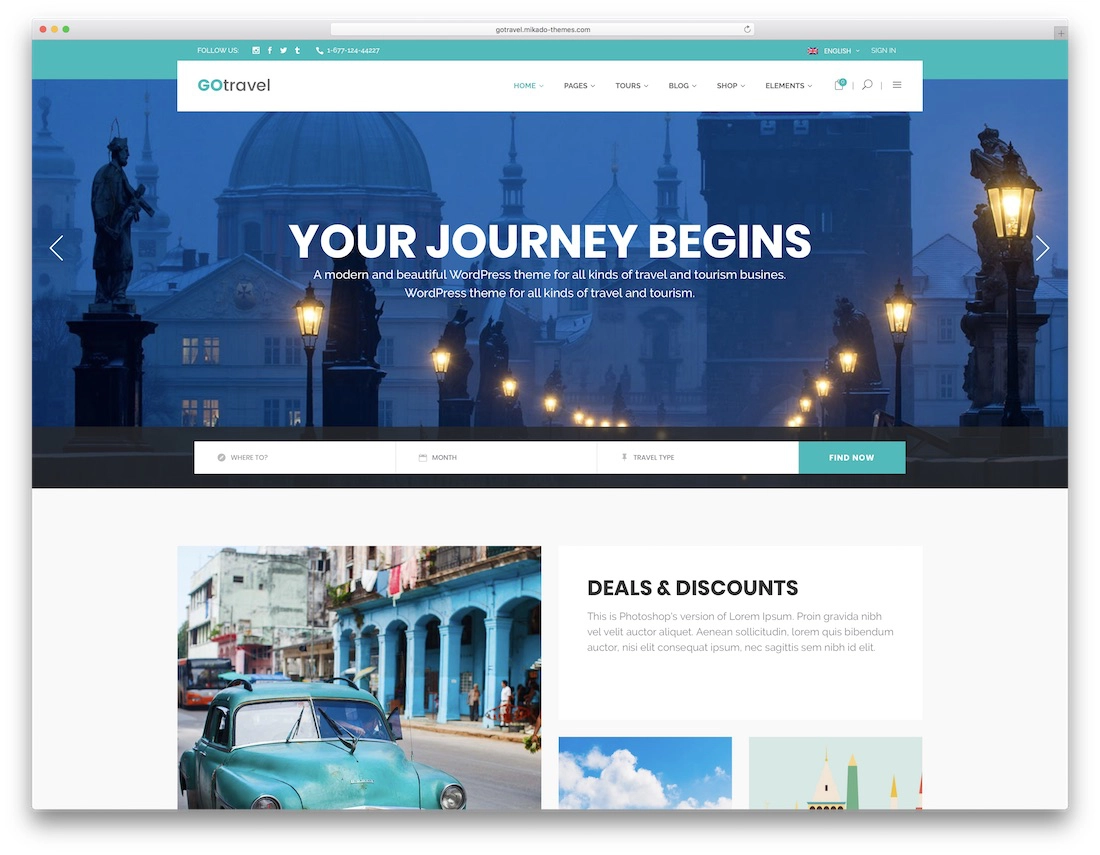 gotravel.mikado-themes.com
FOLLOW US:
1-677-124-44227
ENGLISH
SIGN IN
GOtravel
HOME
PAGES
TOURS
BLOG
SHOP
ELEMENTS
0
YOUR JOURNEY BEGINS
A modern and beautiful WordPress theme for all kinds of travel and tourism busines.
WordPress theme for all kinds of travel and tourism.
WHERE TO?
MONTH
TRAVEL TYPE
FIND NOW
DEALS & DISCOUNTS
This is Photoshop's version of Lorem Ipsum. Proin gravida nibh
vel velit auctor aliquet. Aenean sollicitudin, lorem quis bibendum
auctor, nisi elit consequat ipsum, nec sagittis sem nibh id elit.